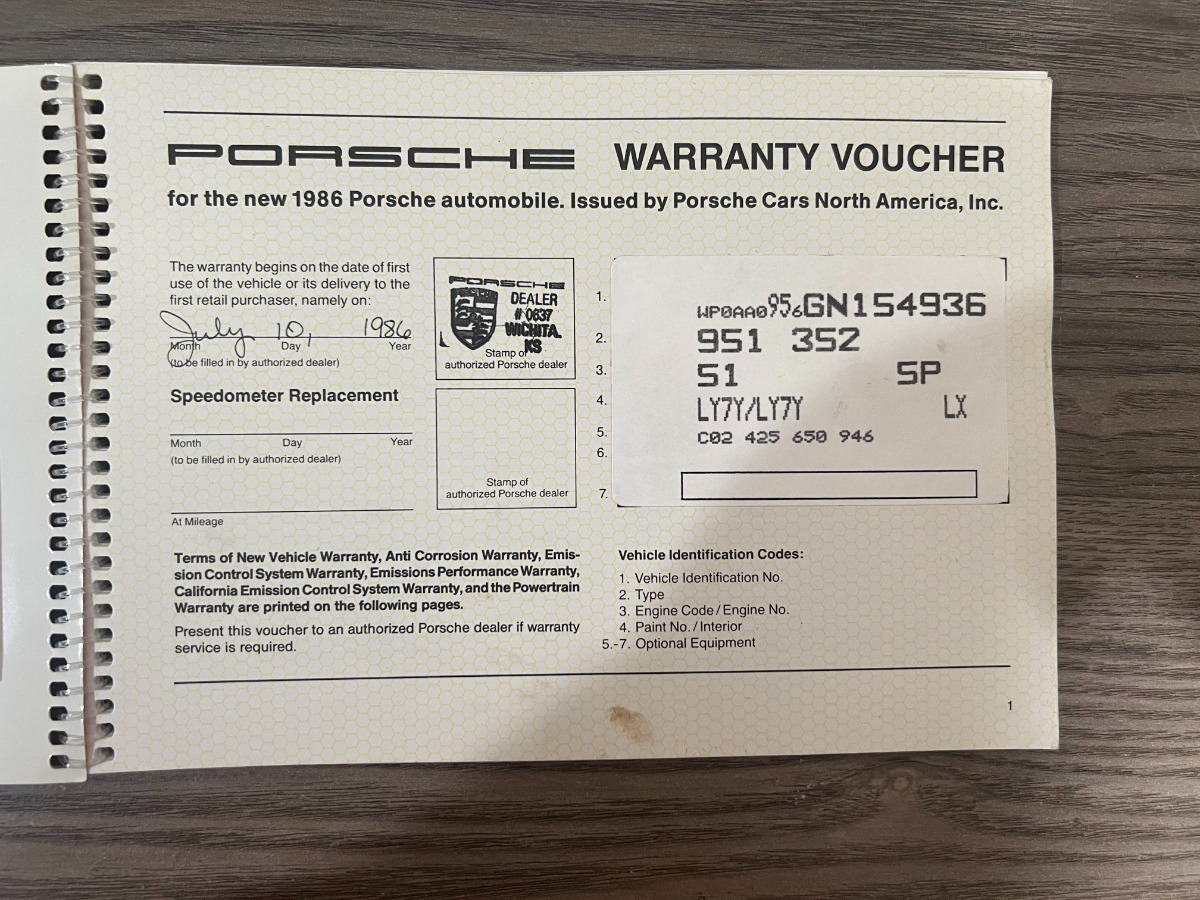 PORSCHE WARRANTY VOUCHER
for the new 1986 Porsche automobile. Issued by Porsche Cars North America, Inc.
The warranty begins on the date of first
use of the vehicle or its delivery to the
first retail purchaser, namely on:
July 10, 1986
Month Day Year
(to be filled in by authorized dealer)
PORSCHE
DEALER
# 0637
WICHITA.
KS
Stamp of
authorized Porsche dealer
Speedometer Replacement
Month Day Year
(to be filled in by authorized dealer)
At Mileage
Stamp of
authorized Porsche dealer
1. WP0AA0956GN154936
2. 951 352
3. 51 5P
4. LY7Y/LY7Y LX
5. C02 425 650 946
6.
7.
Terms of New Vehicle Warranty, Anti Corrosion Warranty, Emis-
sion Control System Warranty, Emissions Performance Warranty,
California Emission Control System Warranty, and the Powertrain
Warranty are printed on the following pages.
Present this voucher to an authorized Porsche dealer if warranty
service is required.
Vehicle Identification Codes:
1. Vehicle Identification No.
2. Type
3. Engine Code/Engine No.
4. Paint No./Interior
5.-7. Optional Equipment
1